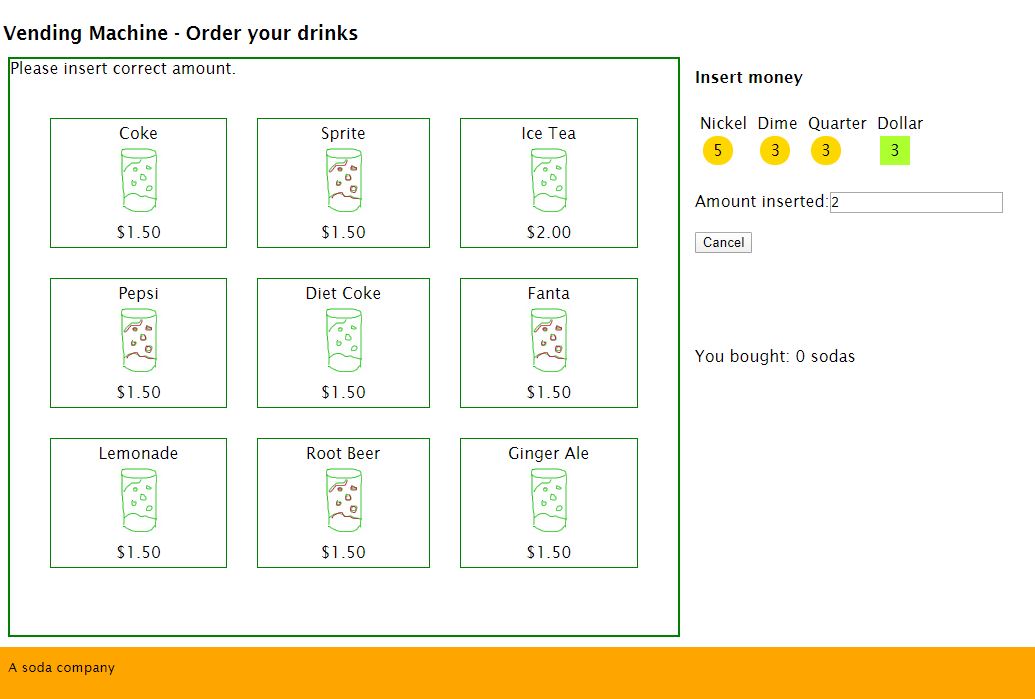 Vending Machine - Order your drinks
Please insert correct amount.
Coke Sprite Ice Tea
$1.50 $1.50 $2.00
Pepsi Diet Coke Fanta
$1.50 $1.50 $1.50
Lemonade Root Beer Ginger Ale
$1.50 $1.50 $1.50
Insert money
Nickel Dime Quarter Dollar
5 3 3 3
Amount inserted:2
Cancel
You bought: 0 sodas
A soda company